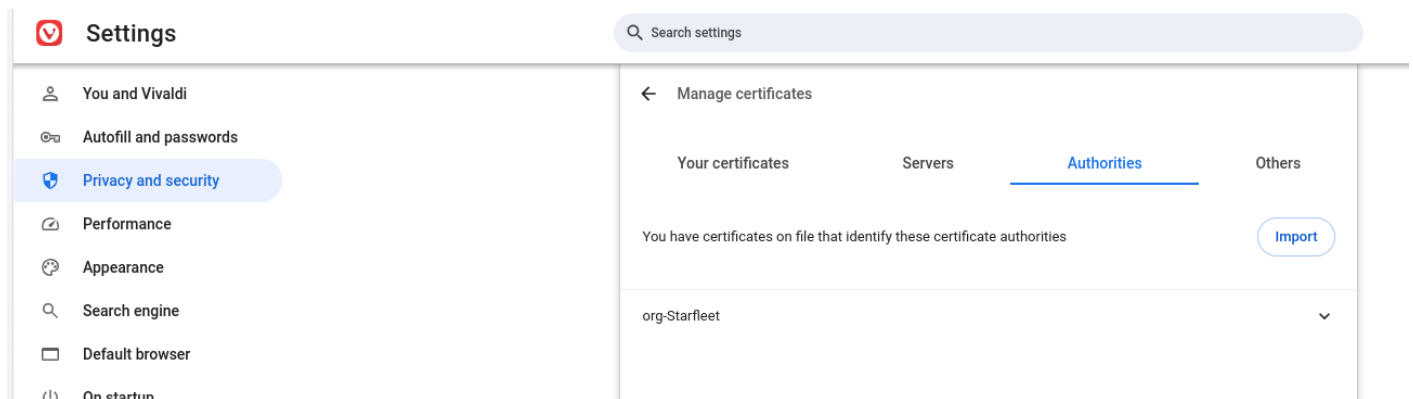 Settings
Search settings
You and Vivaldi
Autofill and passwords
Privacy and security
Performance
Appearance
Search engine
Default browser
On startup
Manage certificates
Your certificates
Servers
Authorities
Others
You have certificates on file that identify these certificate authorities
Import
org-Starfleet